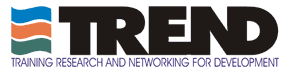 TREND
TRAINING RESEARCH AND NETWORKING FOR DEVELOPMENT